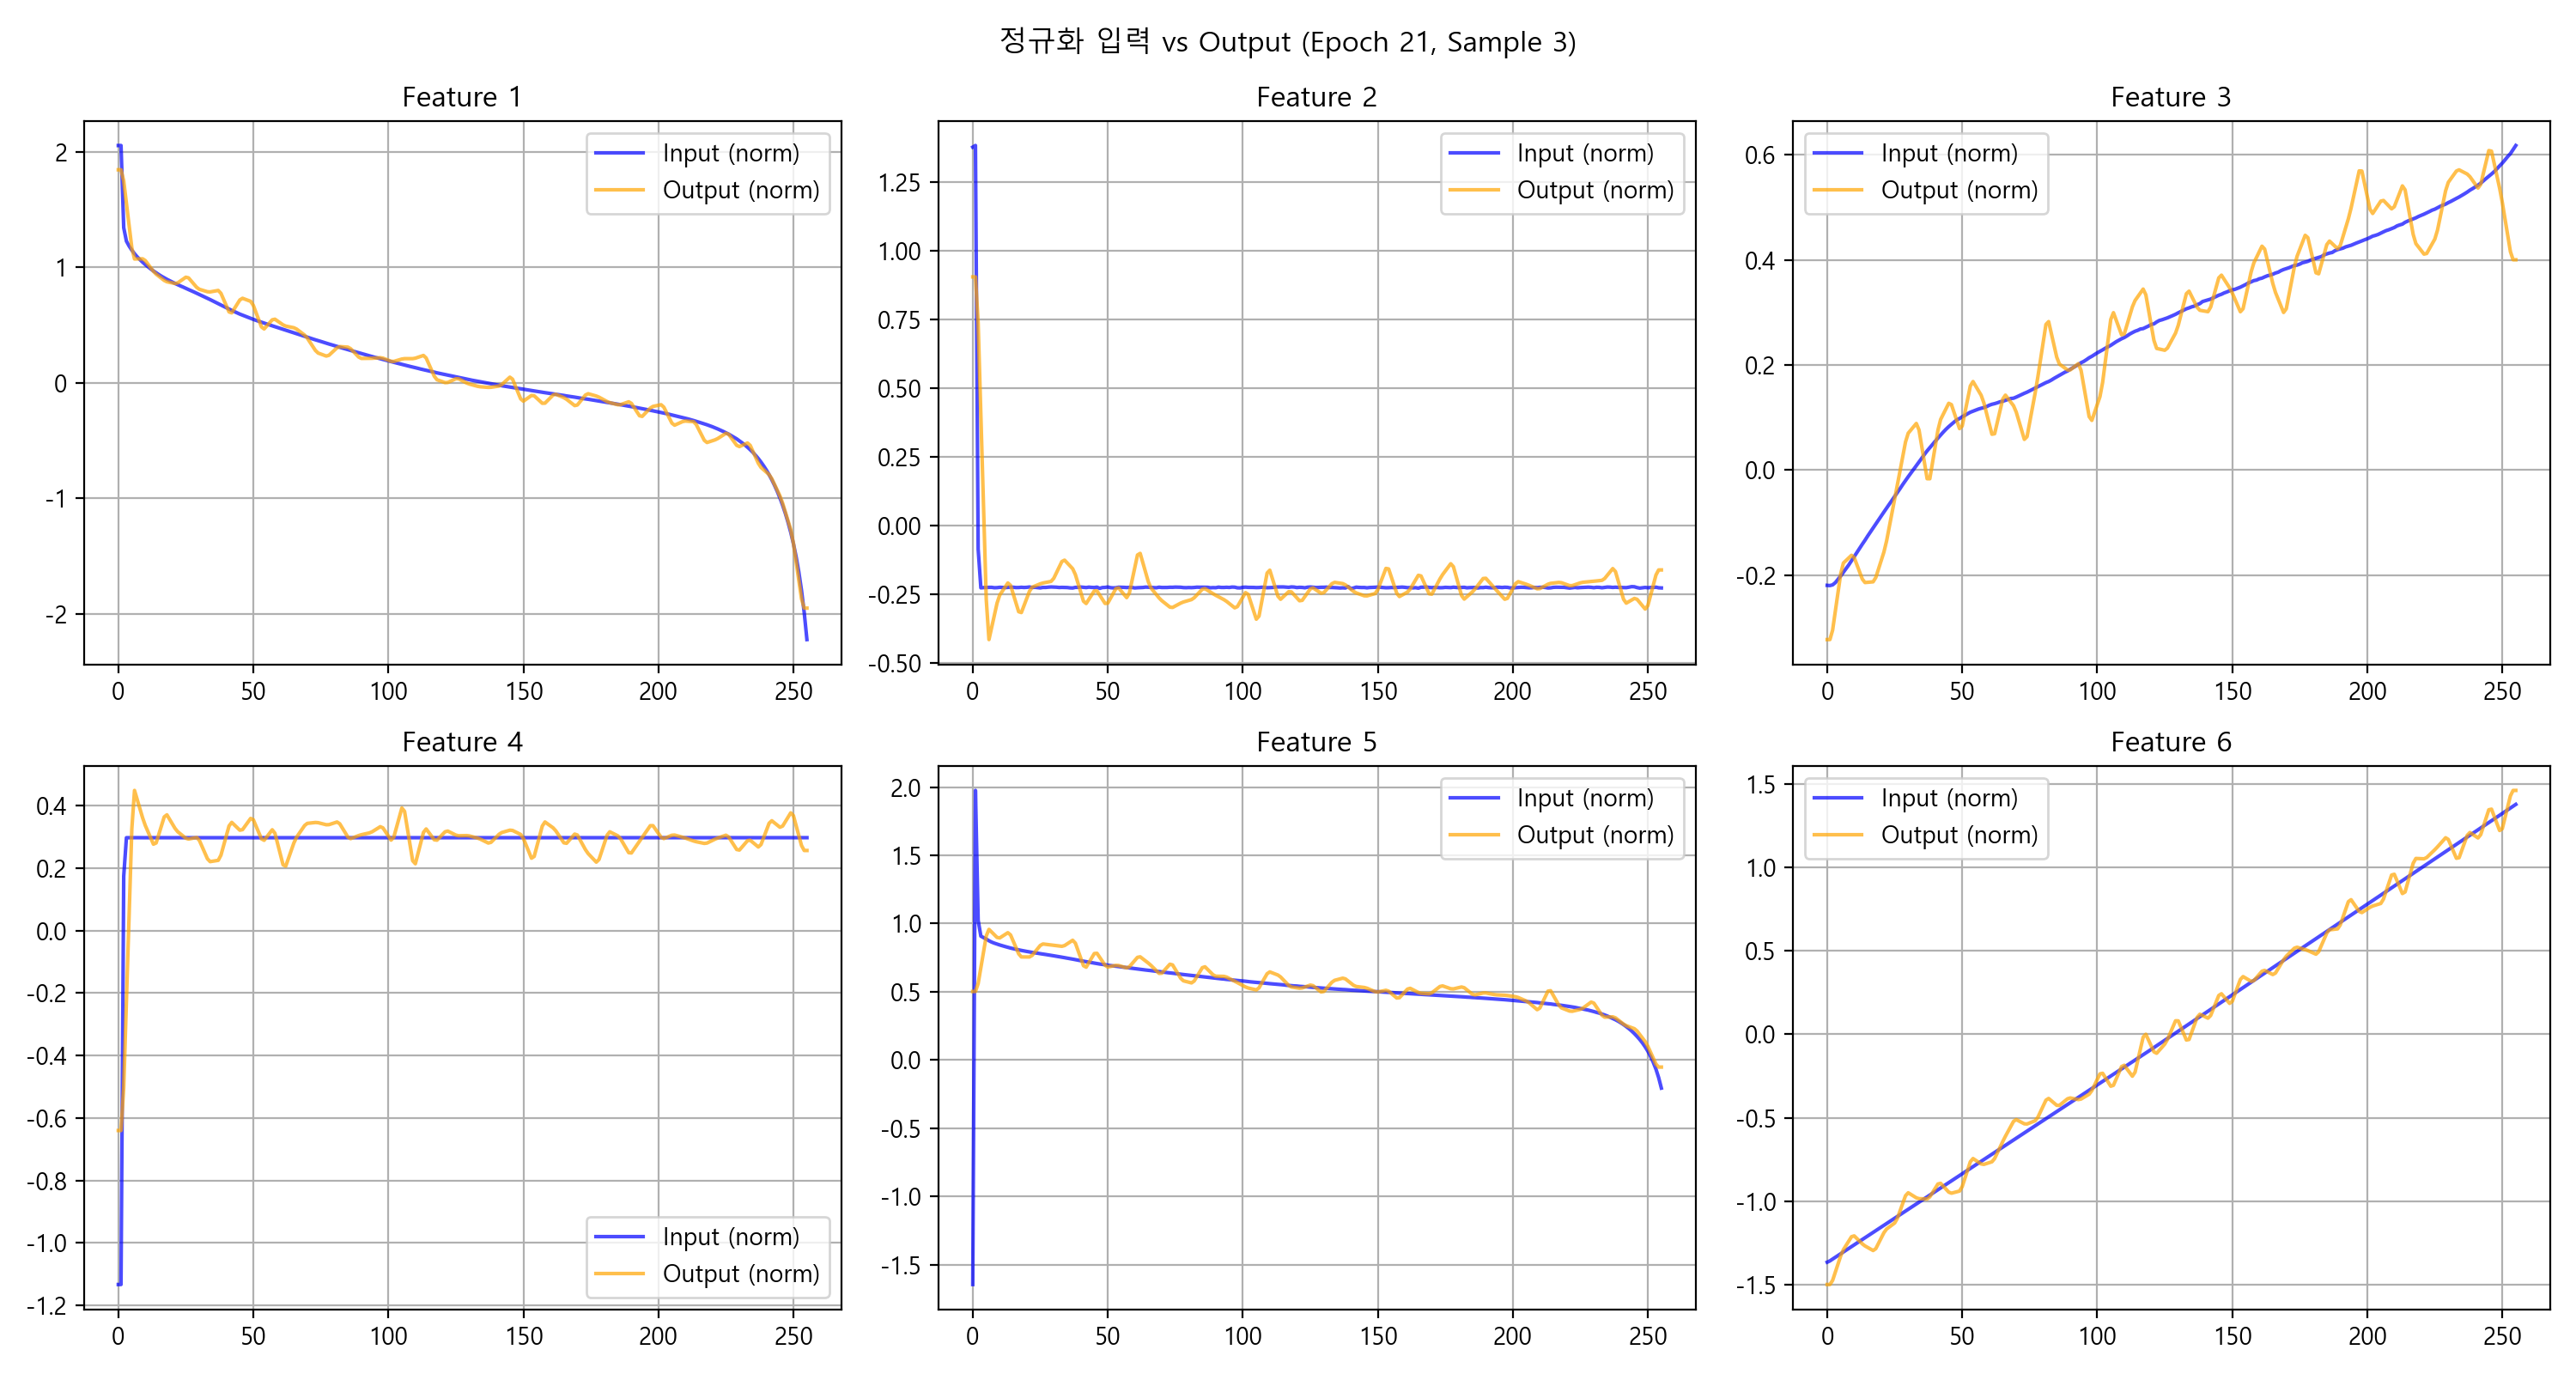 정규화 입력 vs Output (Epoch 21, Sample 3)
Feature 1
Input (norm)
Output (norm)
2
1
0
-1
-2
0 50 100 150 200 250
Feature 2
Input (norm)
Output (norm)
1.25
1.00
0.75
0.50
0.25
0.00
-0.25
-0.50
0 50 100 150 200 250
Feature 3
Input (norm)
Output (norm)
0.6
0.4
0.2
0.0
-0.2
0 50 100 150 200 250
Feature 4
0.4
0.2
0.0
-0.2
-0.4
-0.6
-0.8
-1.0
-1.2
Input (norm)
Output (norm)
0 50 100 150 200 250
Feature 5
Input (norm)
Output (norm)
2.0
1.5
1.0
0.5
0.0
-0.5
-1.0
-1.5
0 50 100 150 200 250
Feature 6
Input (norm)
Output (norm)
1.5
1.0
0.5
0.0
-0.5
-1.0
-1.5
0 50 100 150 200 250